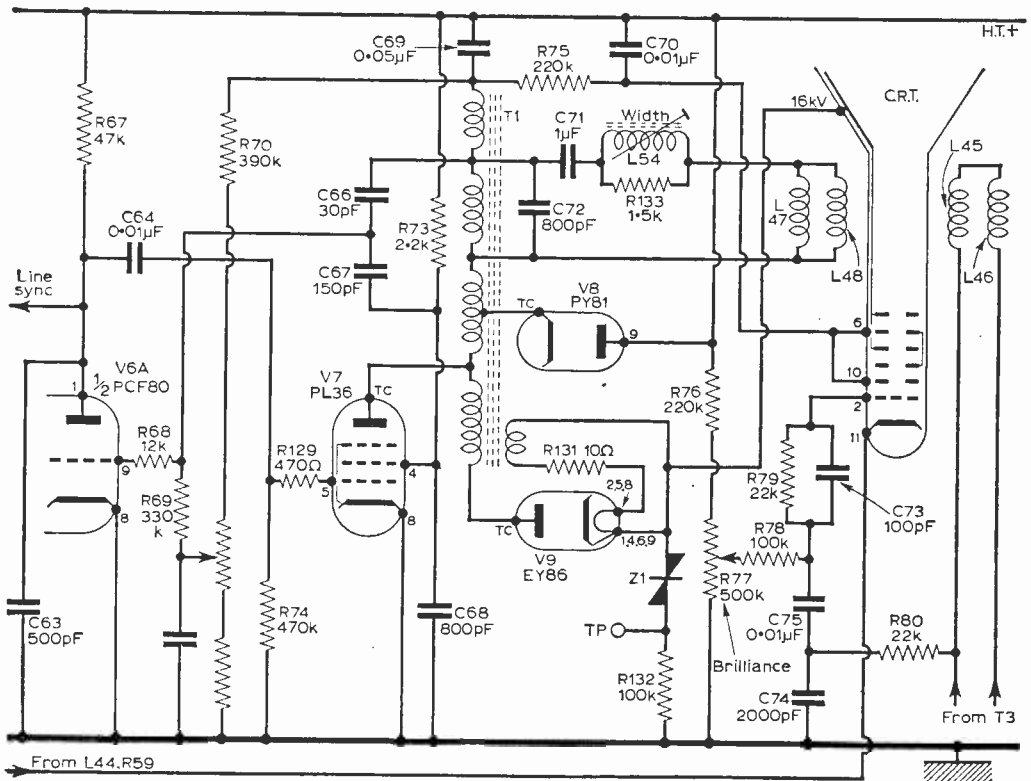 H.T.+
C69
0·05µF
R75
220k
C70
0·01µF
C.R.T.
16kV
R67
47k
R70
390k
T1
C71
1µF
Width
L54
R133
1·5k
L45
C66
30pF
C72
800pF
R73
2·2k
L
47
L48
L46
C64
0·01µF
C67
150pF
Line
sync
V8
PY81
TC
9
6
10
2
11
V6A
½
PCF80
1
V7
PL36
TC
R76
220k
R68
12k
9
R129
470Ω
5
4
R131 10Ω
2,5,8
R79
22k
C73
100pF
R69
330
k
8
8
TC
1,4,6,9
V9
EY86
R78
100k
Z1
R77
500k
C63
500pF
R74
470k
C68
800pF
TP
C75
0·01µF
R80
22k
Brilliance
R132
100k
C74
2000pF
From T3
From L44,R59